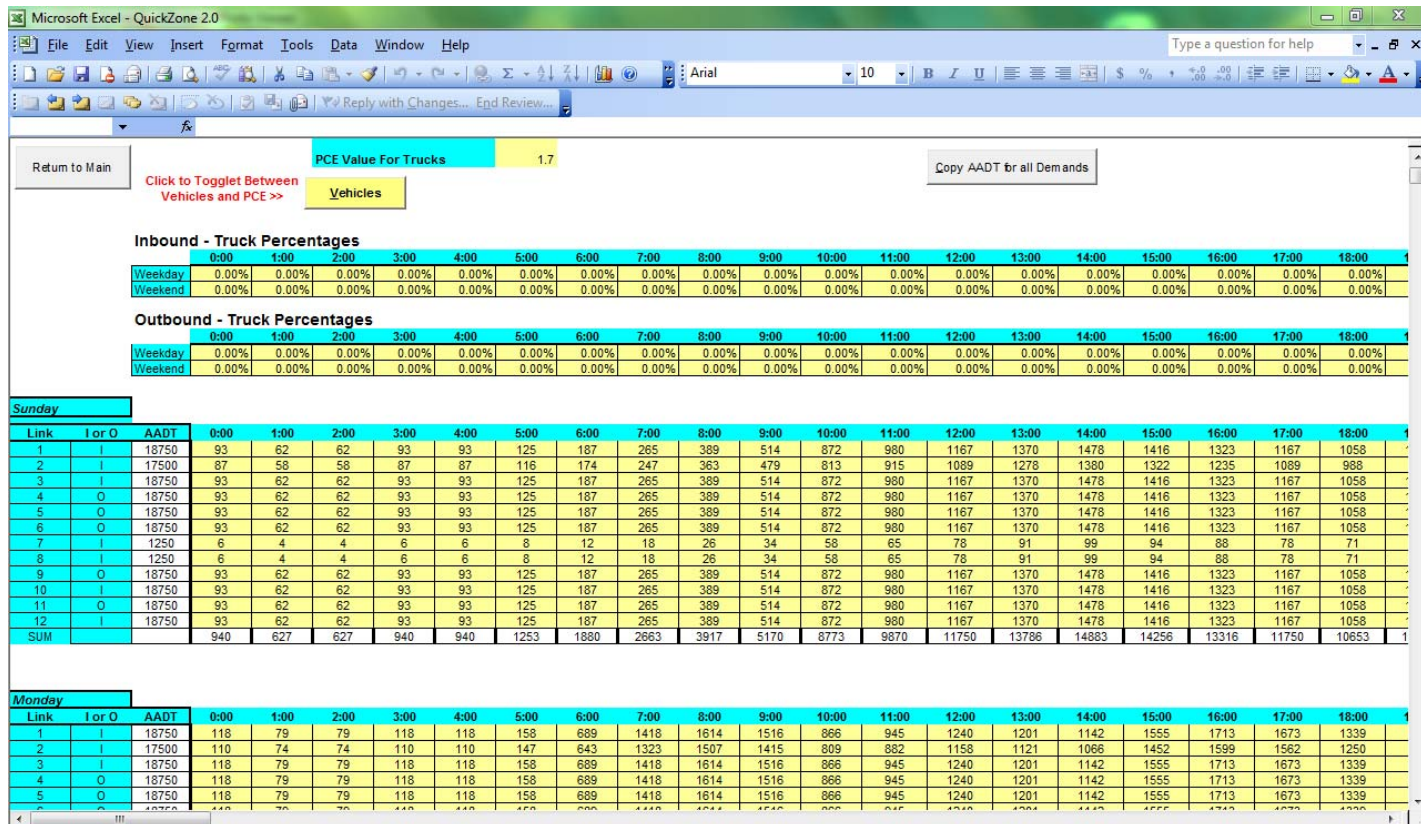 Microsoft Excel - QuickZone 2.0
File Edit View Insert Format Tools Data Window Help Type a question for help
Arial 10 B I U $ % ,
Reply with Changes... End Review...
fx
Return to Main
PCE Value For Trucks 1.7
Copy AADT for all Demands
Click to Togglet Between
Vehicles and PCE >>
Vehicles
Inbound - Truck Percentages
0:00 1:00 2:00 3:00 4:00 5:00 6:00 7:00 8:00 9:00 10:00 11:00 12:00 13:00 14:00 15:00 16:00 17:00 18:00
Weekday 0.00% 0.00% 0.00% 0.00% 0.00% 0.00% 0.00% 0.00% 0.00% 0.00% 0.00% 0.00% 0.00% 0.00% 0.00% 0.00% 0.00% 0.00% 0.00%
Weekend 0.00% 0.00% 0.00% 0.00% 0.00% 0.00% 0.00% 0.00% 0.00% 0.00% 0.00% 0.00% 0.00% 0.00% 0.00% 0.00% 0.00% 0.00% 0.00%
Outbound - Truck Percentages
0:00 1:00 2:00 3:00 4:00 5:00 6:00 7:00 8:00 9:00 10:00 11:00 12:00 13:00 14:00 15:00 16:00 17:00 18:00
Weekday 0.00% 0.00% 0.00% 0.00% 0.00% 0.00% 0.00% 0.00% 0.00% 0.00% 0.00% 0.00% 0.00% 0.00% 0.00% 0.00% 0.00% 0.00% 0.00%
Weekend 0.00% 0.00% 0.00% 0.00% 0.00% 0.00% 0.00% 0.00% 0.00% 0.00% 0.00% 0.00% 0.00% 0.00% 0.00% 0.00% 0.00% 0.00% 0.00%
Sunday
Link I or O AADT 0:00 1:00 2:00 3:00 4:00 5:00 6:00 7:00 8:00 9:00 10:00 11:00 12:00 13:00 14:00 15:00 16:00 17:00 18:00
1 I 18750 93 62 62 93 93 125 187 265 389 514 872 980 1167 1370 1478 1416 1323 1167 1058
2 I 17500 87 58 58 87 87 116 174 247 363 479 813 915 1089 1278 1380 1322 1235 1089 988
3 I 18750 93 62 62 93 93 125 187 265 389 514 872 980 1167 1370 1478 1416 1323 1167 1058
4 O 18750 93 62 62 93 93 125 187 265 389 514 872 980 1167 1370 1478 1416 1323 1167 1058
5 O 18750 93 62 62 93 93 125 187 265 389 514 872 980 1167 1370 1478 1416 1323 1167 1058
6 O 18750 93 62 62 93 93 125 187 265 389 514 872 980 1167 1370 1478 1416 1323 1167 1058
7 I 1250 6 4 4 6 6 8 12 18 26 34 58 65 78 91 99 94 88 78 71
8 I 1250 6 4 4 6 6 8 12 18 26 34 58 65 78 91 99 94 88 78 71
9 O 18750 93 62 62 93 93 125 187 265 389 514 872 980 1167 1370 1478 1416 1323 1167 1058
10 I 18750 93 62 62 93 93 125 187 265 389 514 872 980 1167 1370 1478 1416 1323 1167 1058
11 O 18750 93 62 62 93 93 125 187 265 389 514 872 980 1167 1370 1478 1416 1323 1167 1058
12 I 18750 93 62 62 93 93 125 187 265 389 514 872 980 1167 1370 1478 1416 1323 1167 1058
SUM 940 627 627 940 940 1253 1880 2663 3917 5170 8773 9870 11750 13786 14883 14256 13316 11750 10653
Monday
Link I or O AADT 0:00 1:00 2:00 3:00 4:00 5:00 6:00 7:00 8:00 9:00 10:00 11:00 12:00 13:00 14:00 15:00 16:00 17:00 18:00
1 I 18750 118 79 79 118 118 158 689 1418 1614 1516 866 945 1240 1201 1142 1555 1713 1673 1339
2 I 17500 110 74 74 110 110 147 643 1323 1507 1415 809 882 1158 1121 1066 1452 1599 1562 1250
3 I 18750 118 79 79 118 118 158 689 1418 1614 1516 866 945 1240 1201 1142 1555 1713 1673 1339
4 O 18750 118 79 79 118 118 158 689 1418 1614 1516 866 945 1240 1201 1142 1555 1713 1673 1339
5 O 18750 118 79 79 118 118 158 689 1418 1614 1516 866 945 1240 1201 1142 1555 1713 1673 1339